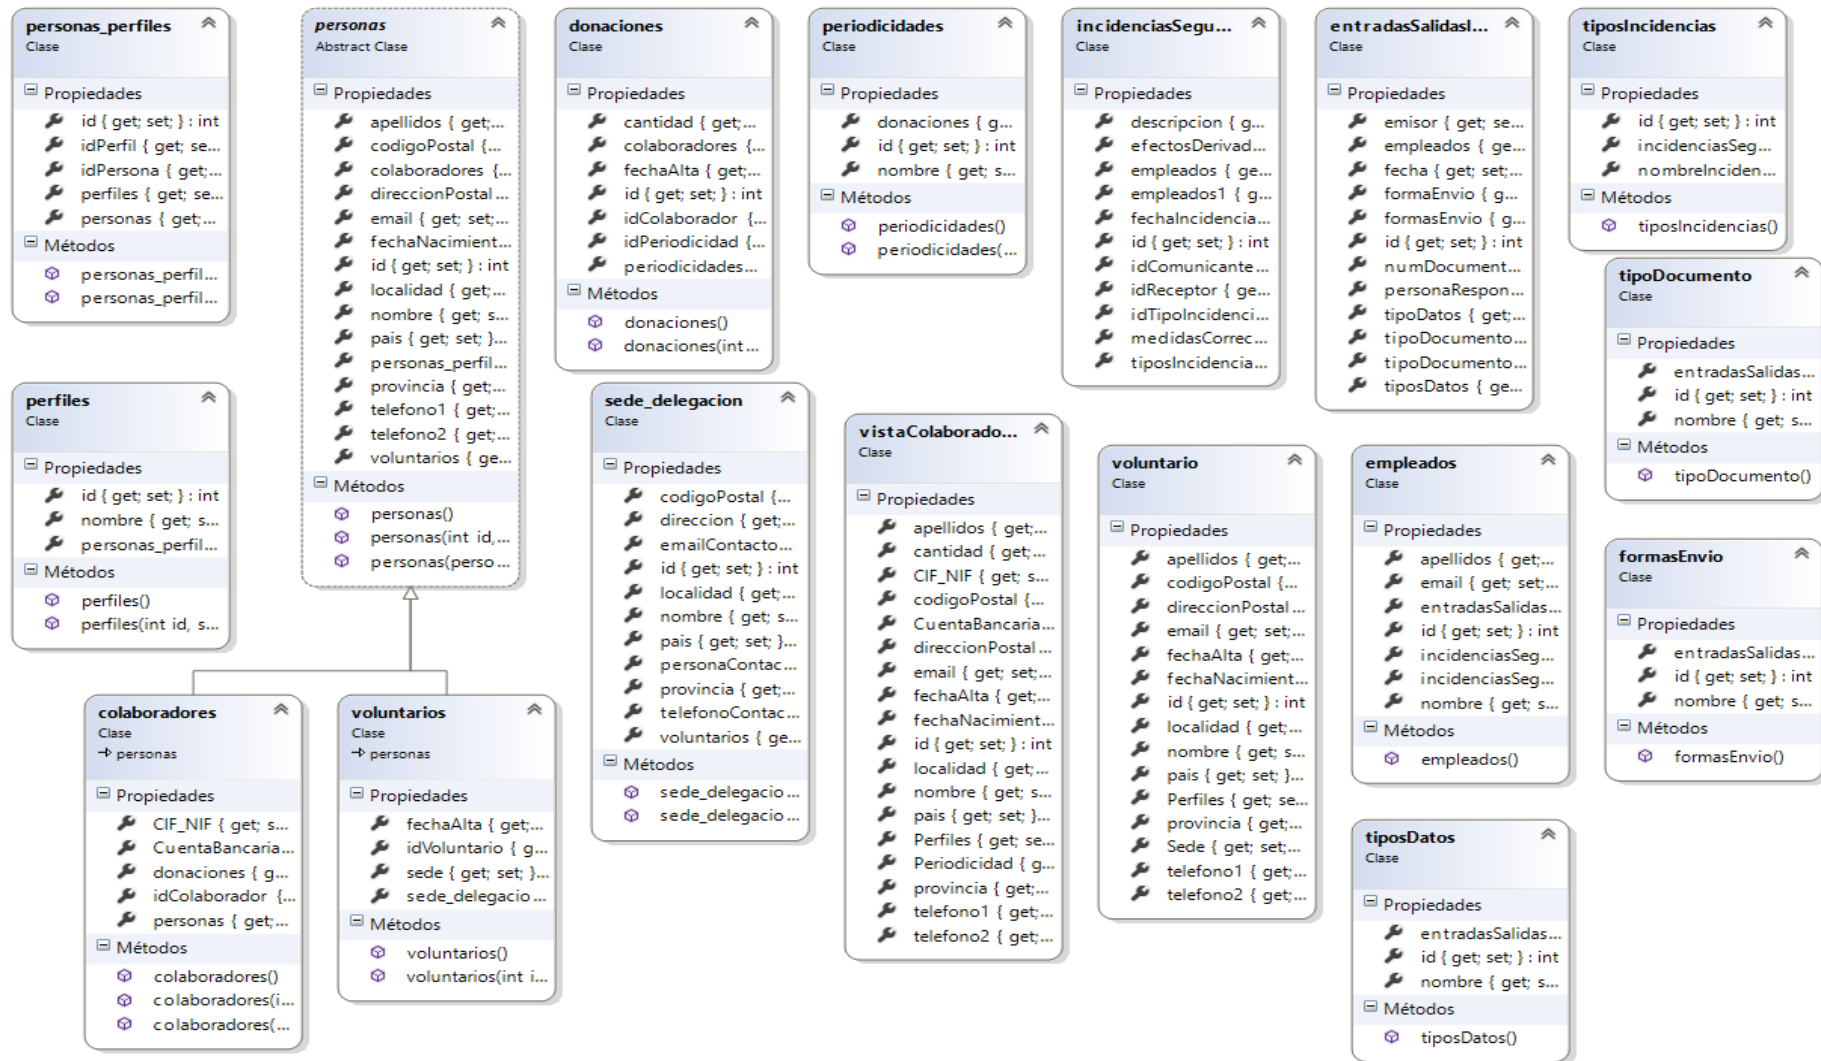 personas_perfiles
Clase
Propiedades
id { get; set; } : int
idPerfil { get; se...
idPersona { get;...
perfiles { get; se...
personas { get;...
Métodos
personas_perfil...
personas_perfil...
personas
Abstract Clase
Propiedades
apellidos { get;...
codigoPostal {...
colaboradores {...
direccionPostal...
email { get; set;...
fechaNacimient...
id { get; set; } : int
localidad { get;...
nombre { get; s...
pais { get; set; }...
personas_perfil...
provincia { get;...
telefono1 { get;...
telefono2 { get;...
voluntarios { ge...
Métodos
personas()
personas(int id,...
personas(perso...
donaciones
Clase
Propiedades
cantidad { get;...
colaboradores {...
fechaAlta { get;...
id { get; set; } : int
idColaborador {...
idPeriodicidad {...
periodicidades...
Métodos
donaciones()
donaciones(int...
periodicidades
Clase
Propiedades
donaciones { g...
id { get; set; } : int
nombre { get; s...
Métodos
periodicidades()
periodicidades(...
incidenciasSegu...
Clase
Propiedades
descripcion { g...
efectosDerivad...
empleados { ge...
empleados1 { g...
fechaIncidencia...
id { get; set; } : int
idComunicante...
idReceptor { ge...
idTipoIncidenci...
medidasCorrec...
tiposIncidencia...
entradasSalidasI...
Clase
Propiedades
emisor { get; se...
empleados { ge...
fecha { get; set;...
formaEnvio { g...
formasEnvio { g...
id { get; set; } : int
numDocument...
personaRespon...
tipoDatos { get;...
tipoDocumento...
tipoDocumento...
tiposDatos { ge...
tiposIncidencias
Clase
Propiedades
id { get; set; } : int
incidenciasSeg...
nombreInciden...
Métodos
tiposIncidencias()
tipoDocumento
Clase
Propiedades
entradasSalidas...
id { get; set; } : int
nombre { get; s...
Métodos
tipoDocumento()
perfiles
Clase
Propiedades
id { get; set; } : int
nombre { get; s...
personas_perfil...
Métodos
perfiles()
perfiles(int id, s...
sede_delegacion
Clase
Propiedades
codigoPostal {...
direccion { get;...
emailContacto...
id { get; set; } : int
localidad { get;...
nombre { get; s...
pais { get; set; }...
personaContac...
provincia { get;...
telefonoContac...
voluntarios { ge...
Métodos
sede_delegacio...
sede_delegacio...
vistaColaborado...
Clase
Propiedades
apellidos { get;...
cantidad { get;...
CIF_NIF { get; s...
codigoPostal {...
CuentaBancaria...
direccionPostal...
email { get; set;...
fechaAlta { get;...
fechaNacimient...
id { get; set; } : int
localidad { get;...
nombre { get; s...
pais { get; set; }...
Perfiles { get; se...
Periodicidad { g...
provincia { get;...
telefono1 { get;...
telefono2 { get;...
voluntario
Clase
Propiedades
apellidos { get;...
codigoPostal {...
direccionPostal...
email { get; set;...
fechaAlta { get;...
fechaNacimient...
id { get; set; } : int
localidad { get;...
nombre { get; s...
pais { get; set; }...
Perfiles { get; se...
provincia { get;...
Sede { get; set;...
telefono1 { get;...
telefono2 { get;...
empleados
Clase
Propiedades
apellidos { get;...
email { get; set;...
entradasSalidas...
id { get; set; } : int
incidenciasSeg...
incidenciasSeg...
nombre { get; s...
Métodos
empleados()
formasEnvio
Clase
Propiedades
entradasSalidas...
id { get; set; } : int
nombre { get; s...
Métodos
formasEnvio()
colaboradores
Clase
personas
Propiedades
CIF_NIF { get; s...
CuentaBancaria...
donaciones { g...
idColaborador {...
personas { get;...
Métodos
colaboradores()
colaboradores(i...
colaboradores(...
voluntarios
Clase
personas
Propiedades
fechaAlta { get;...
idVoluntario { g...
sede { get; set; }...
sede_delegacio...
Métodos
voluntarios()
voluntarios(int i...
tiposDatos
Clase
Propiedades
entradasSalidas...
id { get; set; } : int
nombre { get; s...
Métodos
tiposDatos()